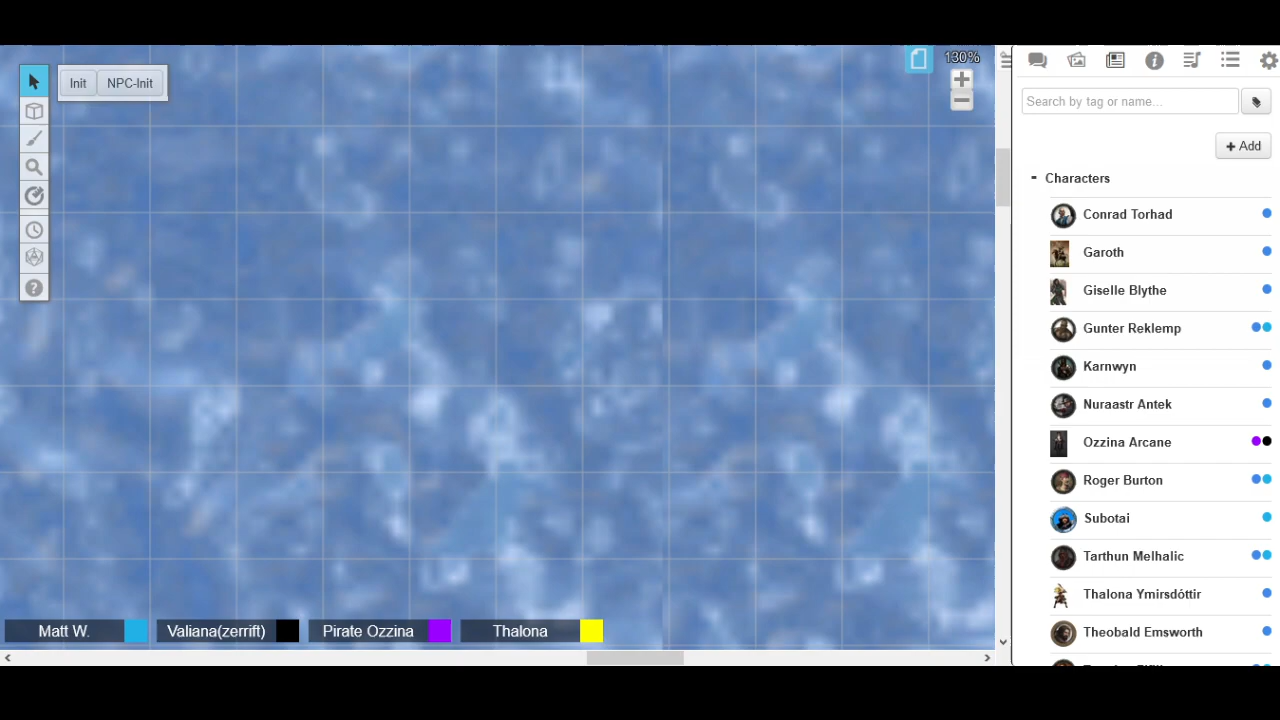 Init NPC-Init
130%
Search by tag or name...
Add
Characters
Conrad Torhad
Garoth
Giselle Blythe
Gunter Reklemp
Karnwyn
Nuraastr Antek
Ozzina Arcane
Roger Burton
Subotai
Tarthun Melhalic
Thalona Ymirsdóttir
Theobald Emsworth
Matt W. Valiana(zerrift) Pirate Ozzina Thalona